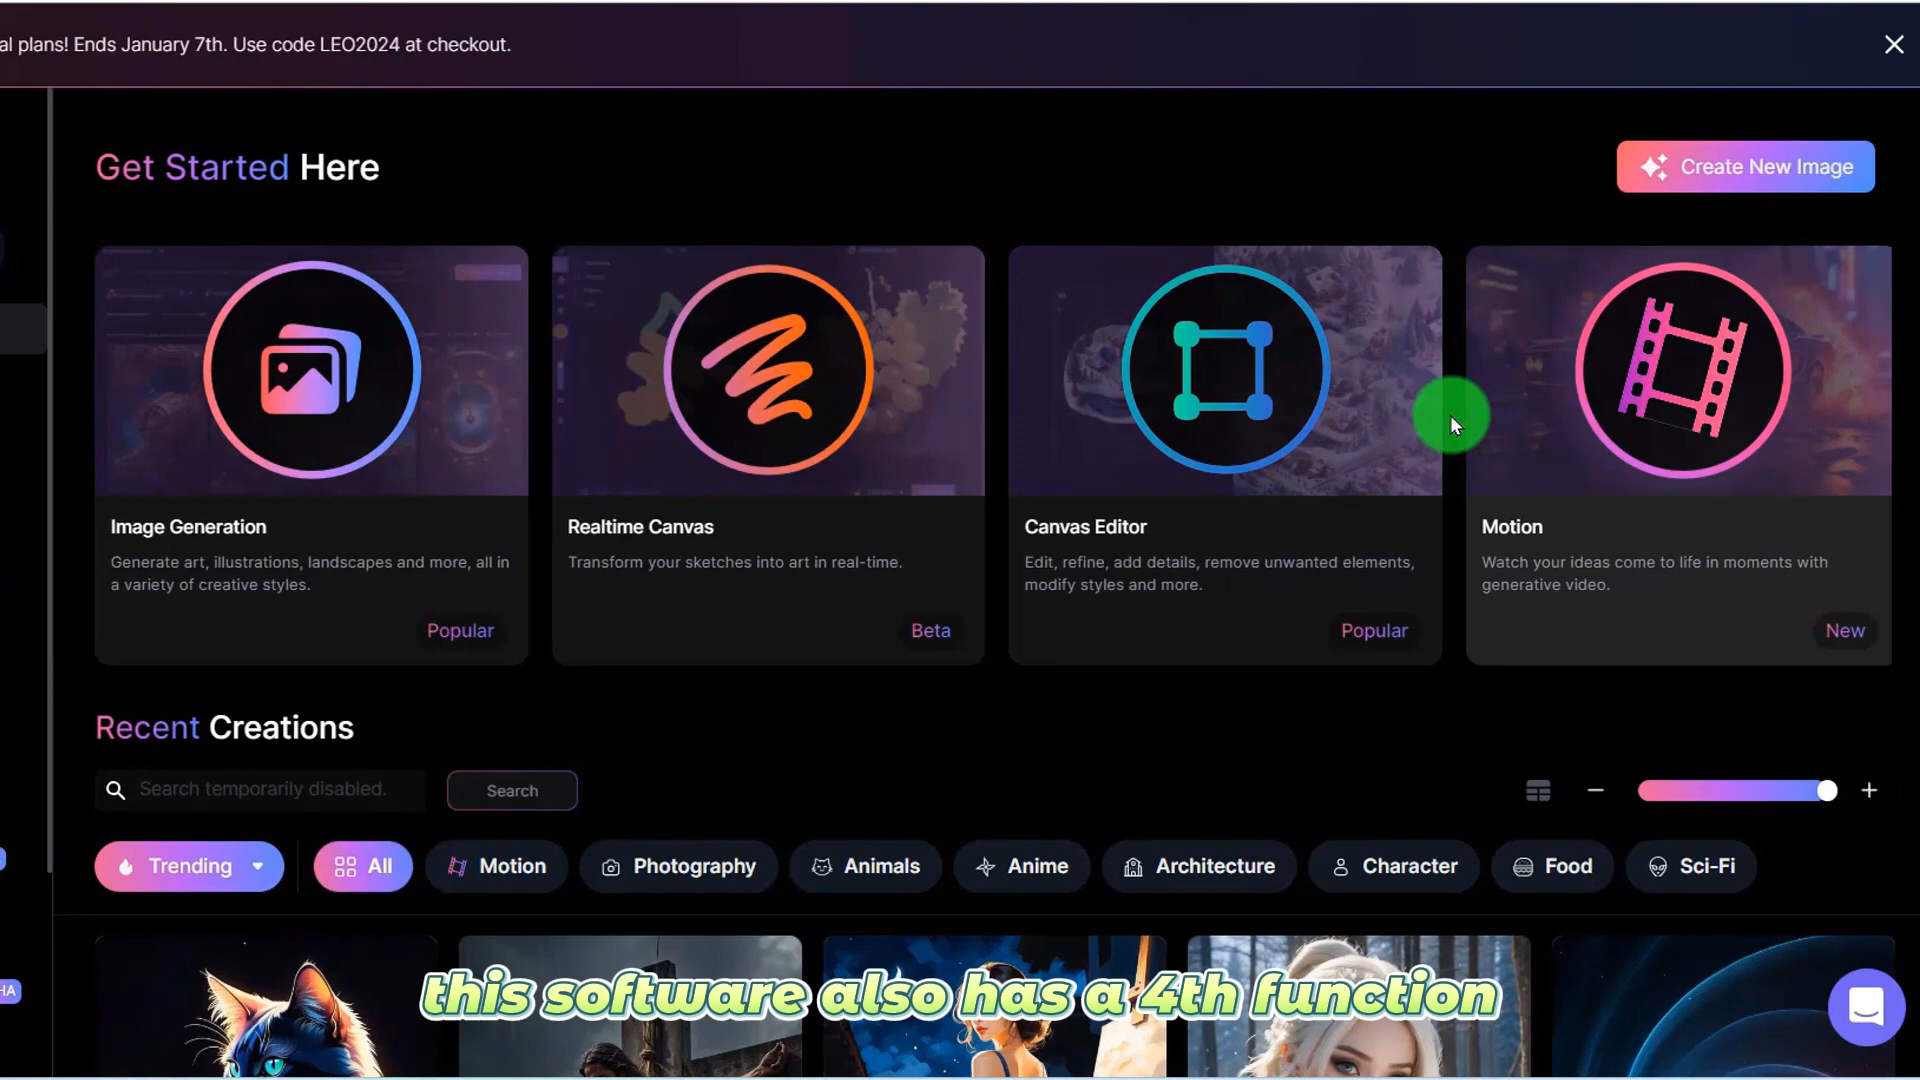 al plans! Ends January 7th. Use code LEO2024 at checkout.
Get Started Here
Create New Image
Image Generation
Generate art, illustrations, landscapes and more, all in
a variety of creative styles.
Popular
Realtime Canvas
Transform your sketches into art in real-time.
Beta
Canvas Editor
Edit, refine, add details, remove unwanted elements,
modify styles and more.
Popular
Motion
Watch your ideas come to life in moments with
generative video.
New
Recent Creations
Search temporarily disabled.
Search
Trending
All
Motion
Photography
Animals
Anime
Architecture
Character
Food
Sci-Fi
HA
this software also has a 4th function